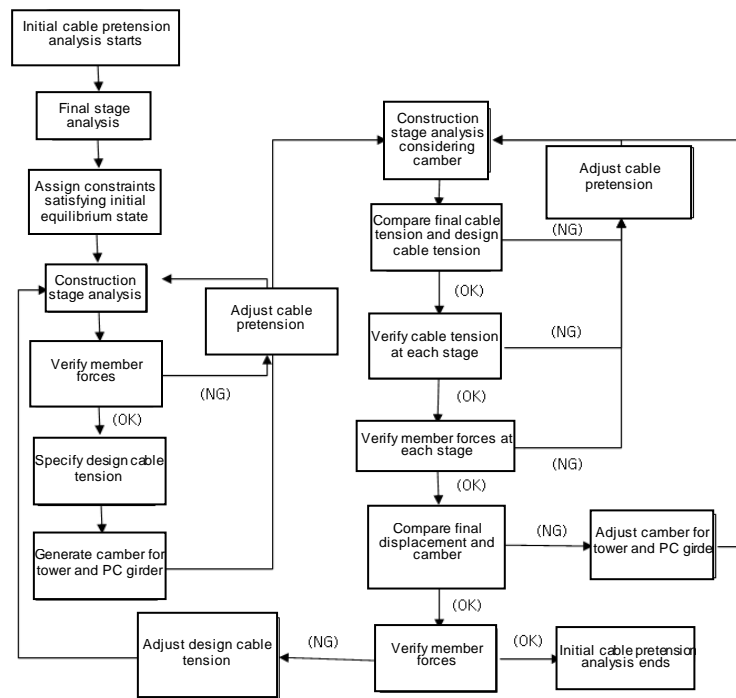 Initial cable pretension
analysis starts
Final stage
analysis
Assign constraints
satisfying initial
equilibrium state
Construction
stage analysis
Adjust cable
pretension
Verify member
forces
(NG)
(OK)
Specify design cable
tension
Generate camber for
tower and PC girder
Construction
stage analysis
considering
camber
Adjust cable
pretension
Compare final cable
tension and design
cable tension
(NG)
(OK)
Verify cable tension
at each stage
(NG)
(OK)
Verify member forces at
each stage
(NG)
(OK)
Compare final
displacement and
camber
(NG)
Adjust camber for
tower and PC girde
(OK)
Adjust design cable
tension
(NG)
Verify member
forces
(OK)
Initial cable pretension
analysis ends